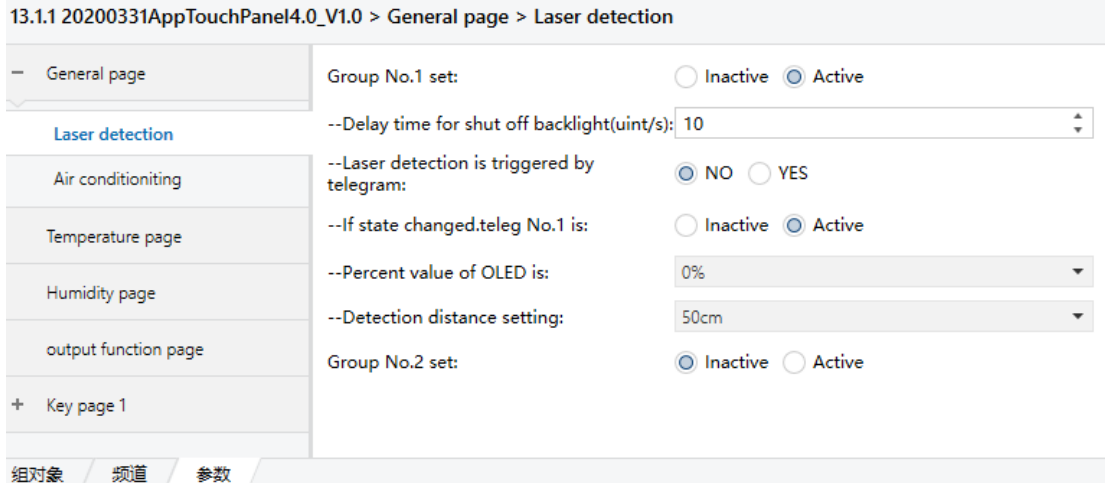 13.1.1 20200331AppTouchPanel4.0_V1.0 > General page > Laser detection
General page
Laser detection
Air conditioniting
Temperature page
Humidity page
output function page
Key page 1
Group No.1 set: Inactive Active
--Delay time for shut off backlight(uint/s): 10
--Laser detection is triggered by
telegram: NO YES
--If state changed.teleg No.1 is: Inactive Active
--Percent value of OLED is: 0%
--Detection distance setting: 50cm
Group No.2 set: Inactive Active
组对象 频道 参数